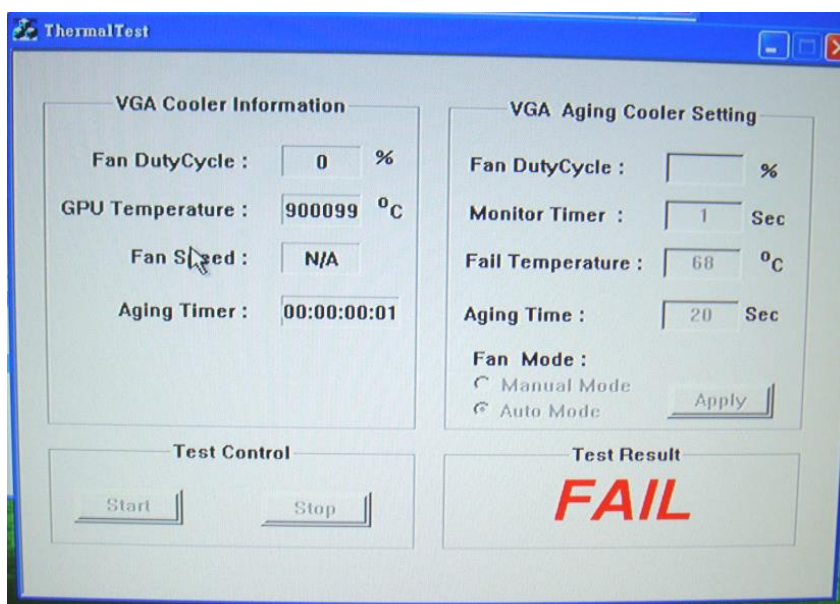 ThermalTest
VGA Cooler Information
Fan DutyCycle : 0 %
GPU Temperature : 900099 °C
Fan Speed : N/A
Aging Timer : 00:00:00:01
VGA Aging Cooler Setting
Fan DutyCycle : %
Monitor Timer : 1 Sec
Fail Temperature : 68 °C
Aging Time : 20 Sec
Fan Mode :
Manual Mode
Auto Mode
Apply
Test Control
Start Stop
Test Result
FAIL